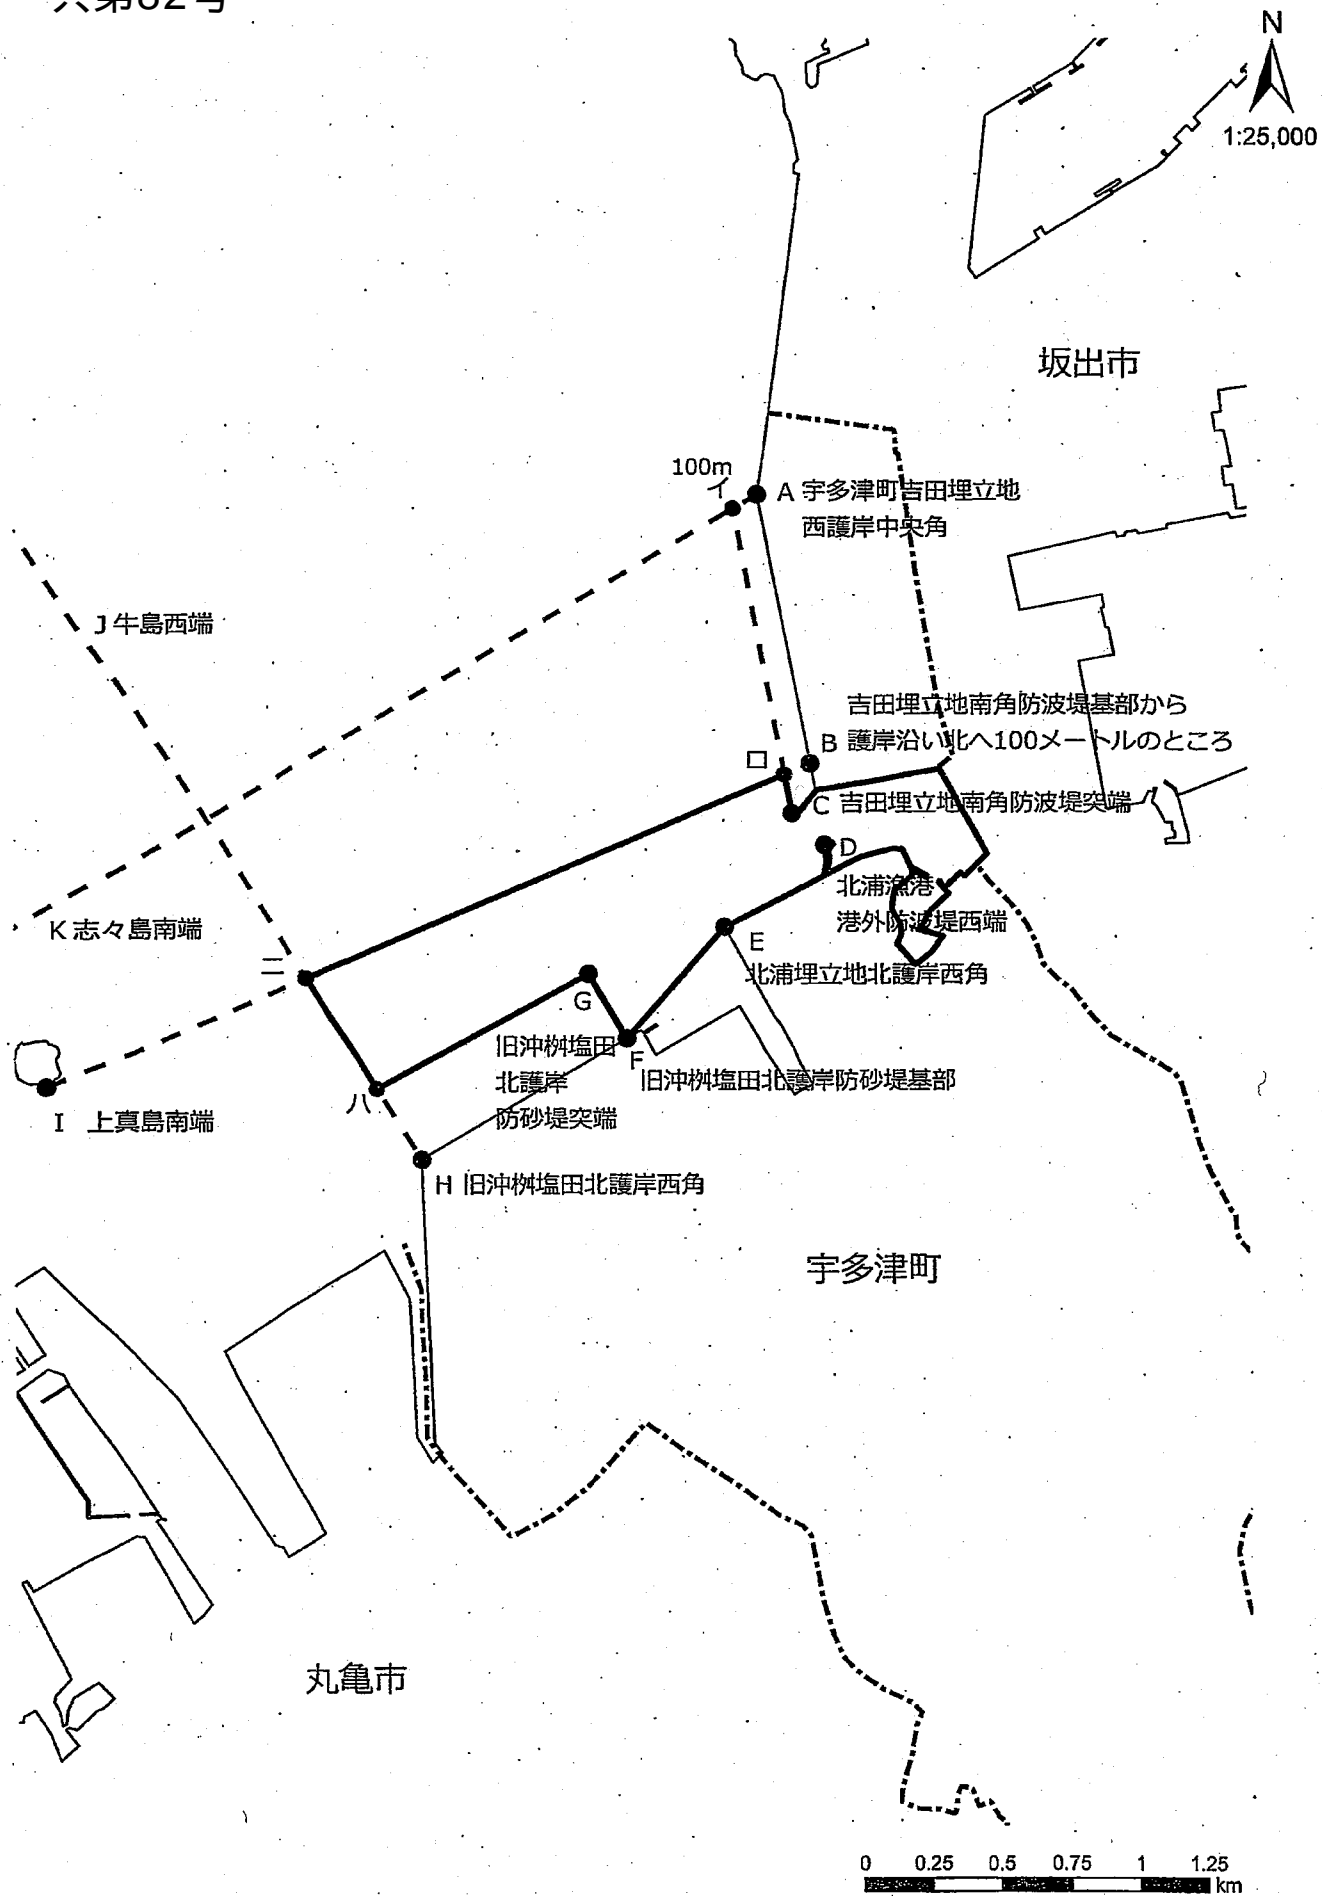 共第82号
N
1:25,000
坂出市
100m
イ
A 宇多津町吉田埋立地
西護岸中央角
J 牛島西端
吉田埋立地南角防波堤基部から
B 護岸沿い北へ100メートルのところ
ロ
C 吉田埋立地南角防波堤突端
D
北浦漁港
港外防波堤西端
K 志々島南端
E
北浦埋立地北護岸西角
ニ
G
旧沖桝塩田
北護岸
防砂堤突端
F
旧沖桝塩田北護岸防砂堤基部
ハ
I 上真島南端
H 旧沖桝塩田北護岸西角
宇多津町
丸亀市
0 0.25 0.5 0.75 1 1.25
km